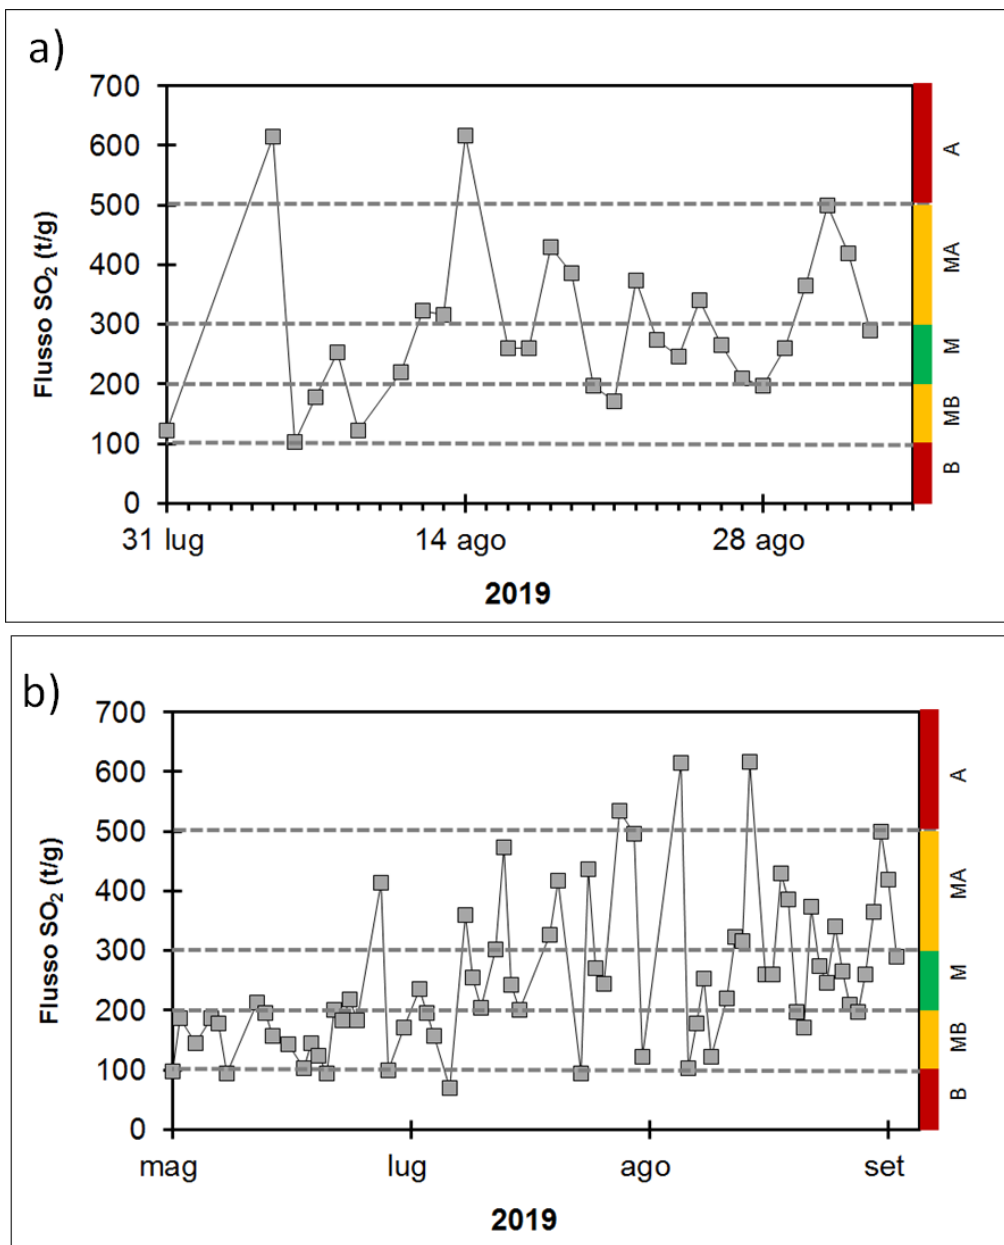 a)
700
600
500
400
300
200
100
0
Flusso SO₂ (t/g)
A
MA
M
MB
B
31 lug
14 ago
28 ago
2019
b)
700
600
500
400
300
200
100
0
Flusso SO₂ (t/g)
A
MA
M
MB
B
mag
lug
ago
set
2019